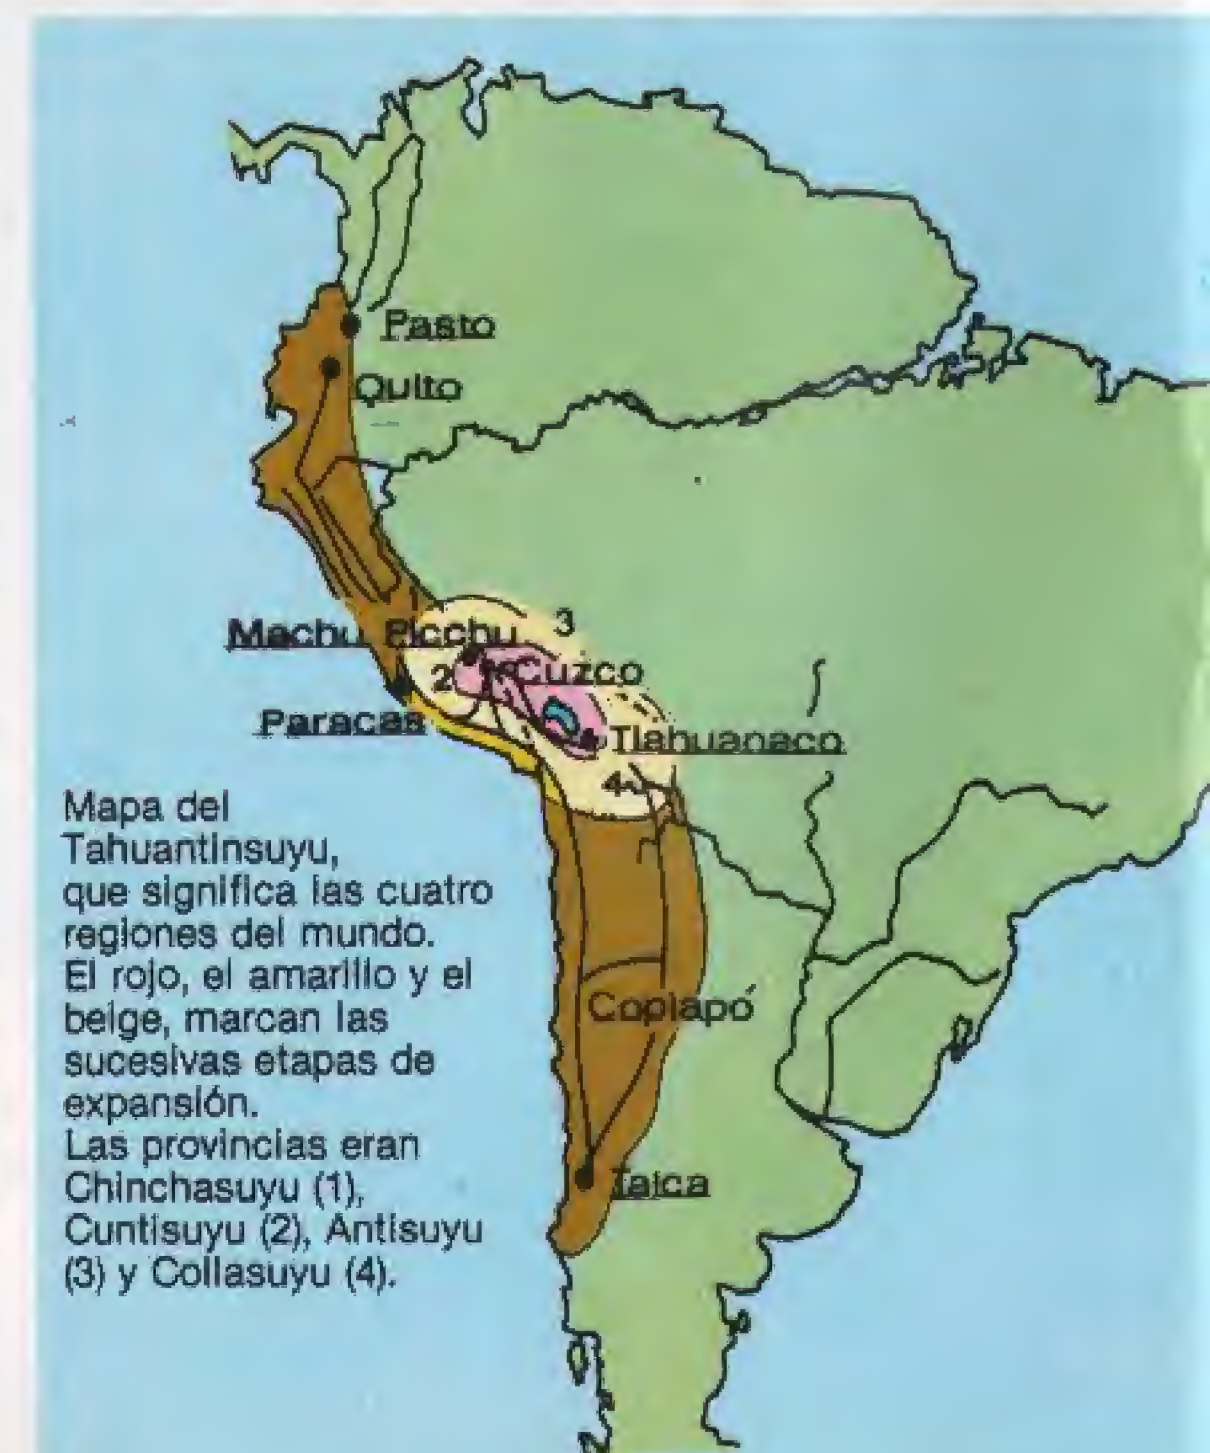 Pasto
Quito
Machu Picchu
3
2
Cuzco
Paracas
Tiahuanaco
4
Mapa del
Tahuantinsuyu,
que significa las cuatro
regiones del mundo.
El rojo, el amarillo y el
beige, marcan las
sucesivas etapas de
expansión.
Las provincias eran
Chinchasuyu (1),
Cuntisuyu (2), Antisuyu
(3) y Collasuyu (4).
Copiapó
Talca